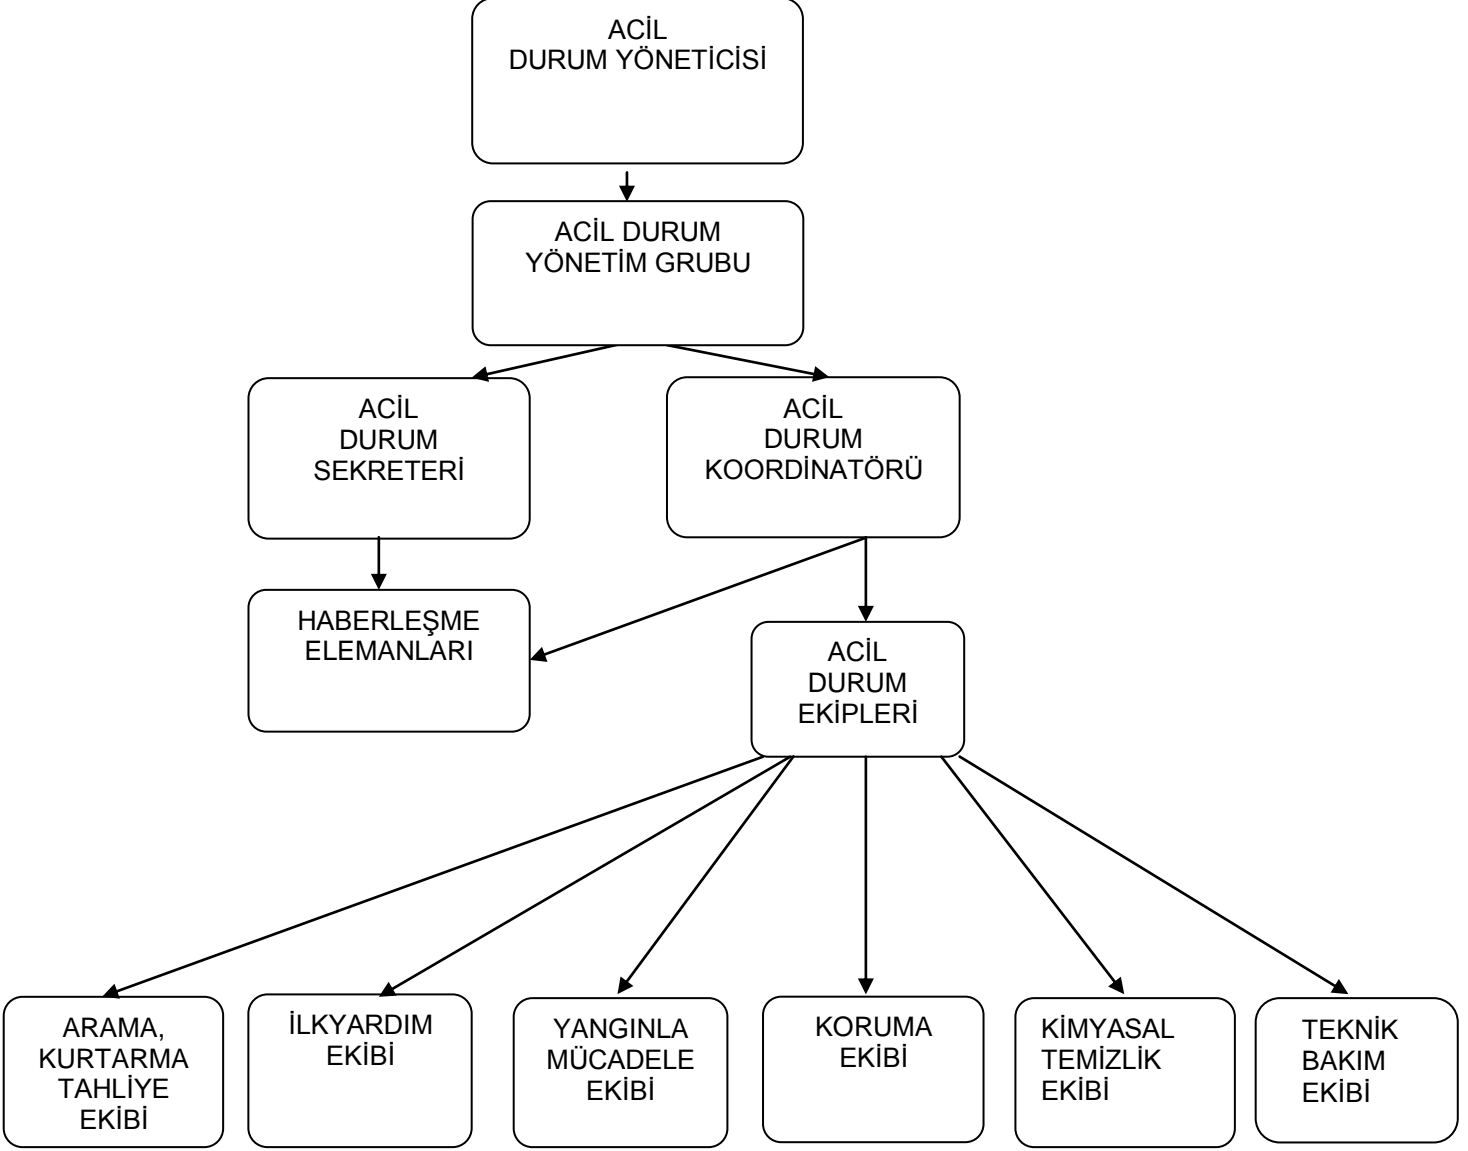 ACİL
DURUM YÖNETİCİSİ
ACİL DURUM
YÖNETİM GRUBU
ACİL
DURUM
SEKRETERİ
ACİL
DURUM
KOORDİNATÖRÜ
HABERLEŞME
ELEMANLARI
ACİL
DURUM
EKİPLERİ
ARAMA,
KURTARMA
TAHLİYE
EKİBİ
İLKYARDIM
EKİBİ
YANGINLA
MÜCADELE
EKİBİ
KORUMA
EKİBİ
KİMYASAL
TEMİZLİK
EKİBİ
TEKNİK
BAKIM
EKİBİ